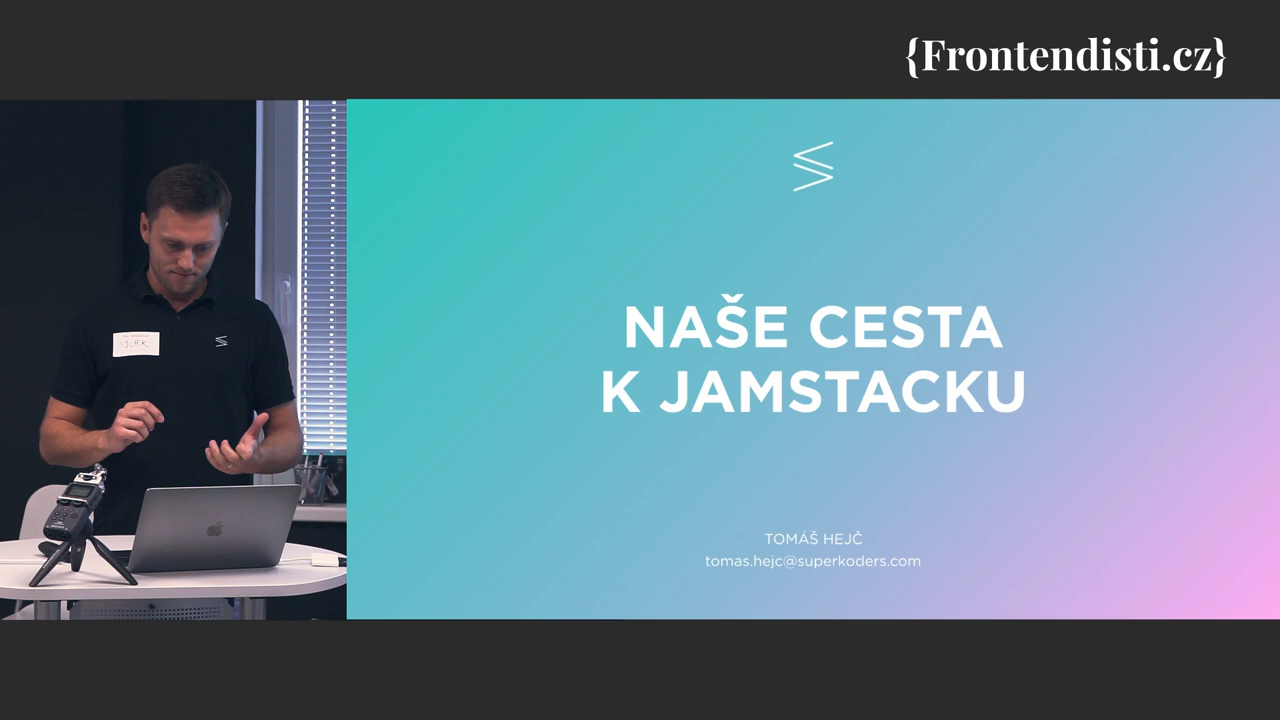 {Frontendisti.cz}
NAŠE CESTA
K JAMSTACKU
TOMÁŠ HEJČ
tomas.hejc@superkoders.com